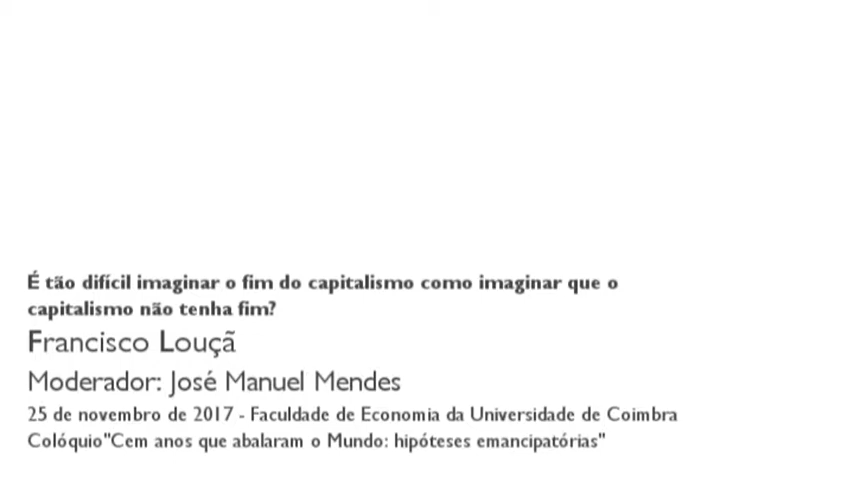 É tão difícil imaginar o fim do capitalismo como imaginar que o
capitalismo não tenha fim?
Francisco Louçã
Moderador: José Manuel Mendes
25 de novembro de 2017 - Faculdade de Economia da Universidade de Coimbra
Colóquio"Cem anos que abalaram o Mundo: hipóteses emancipatórias"